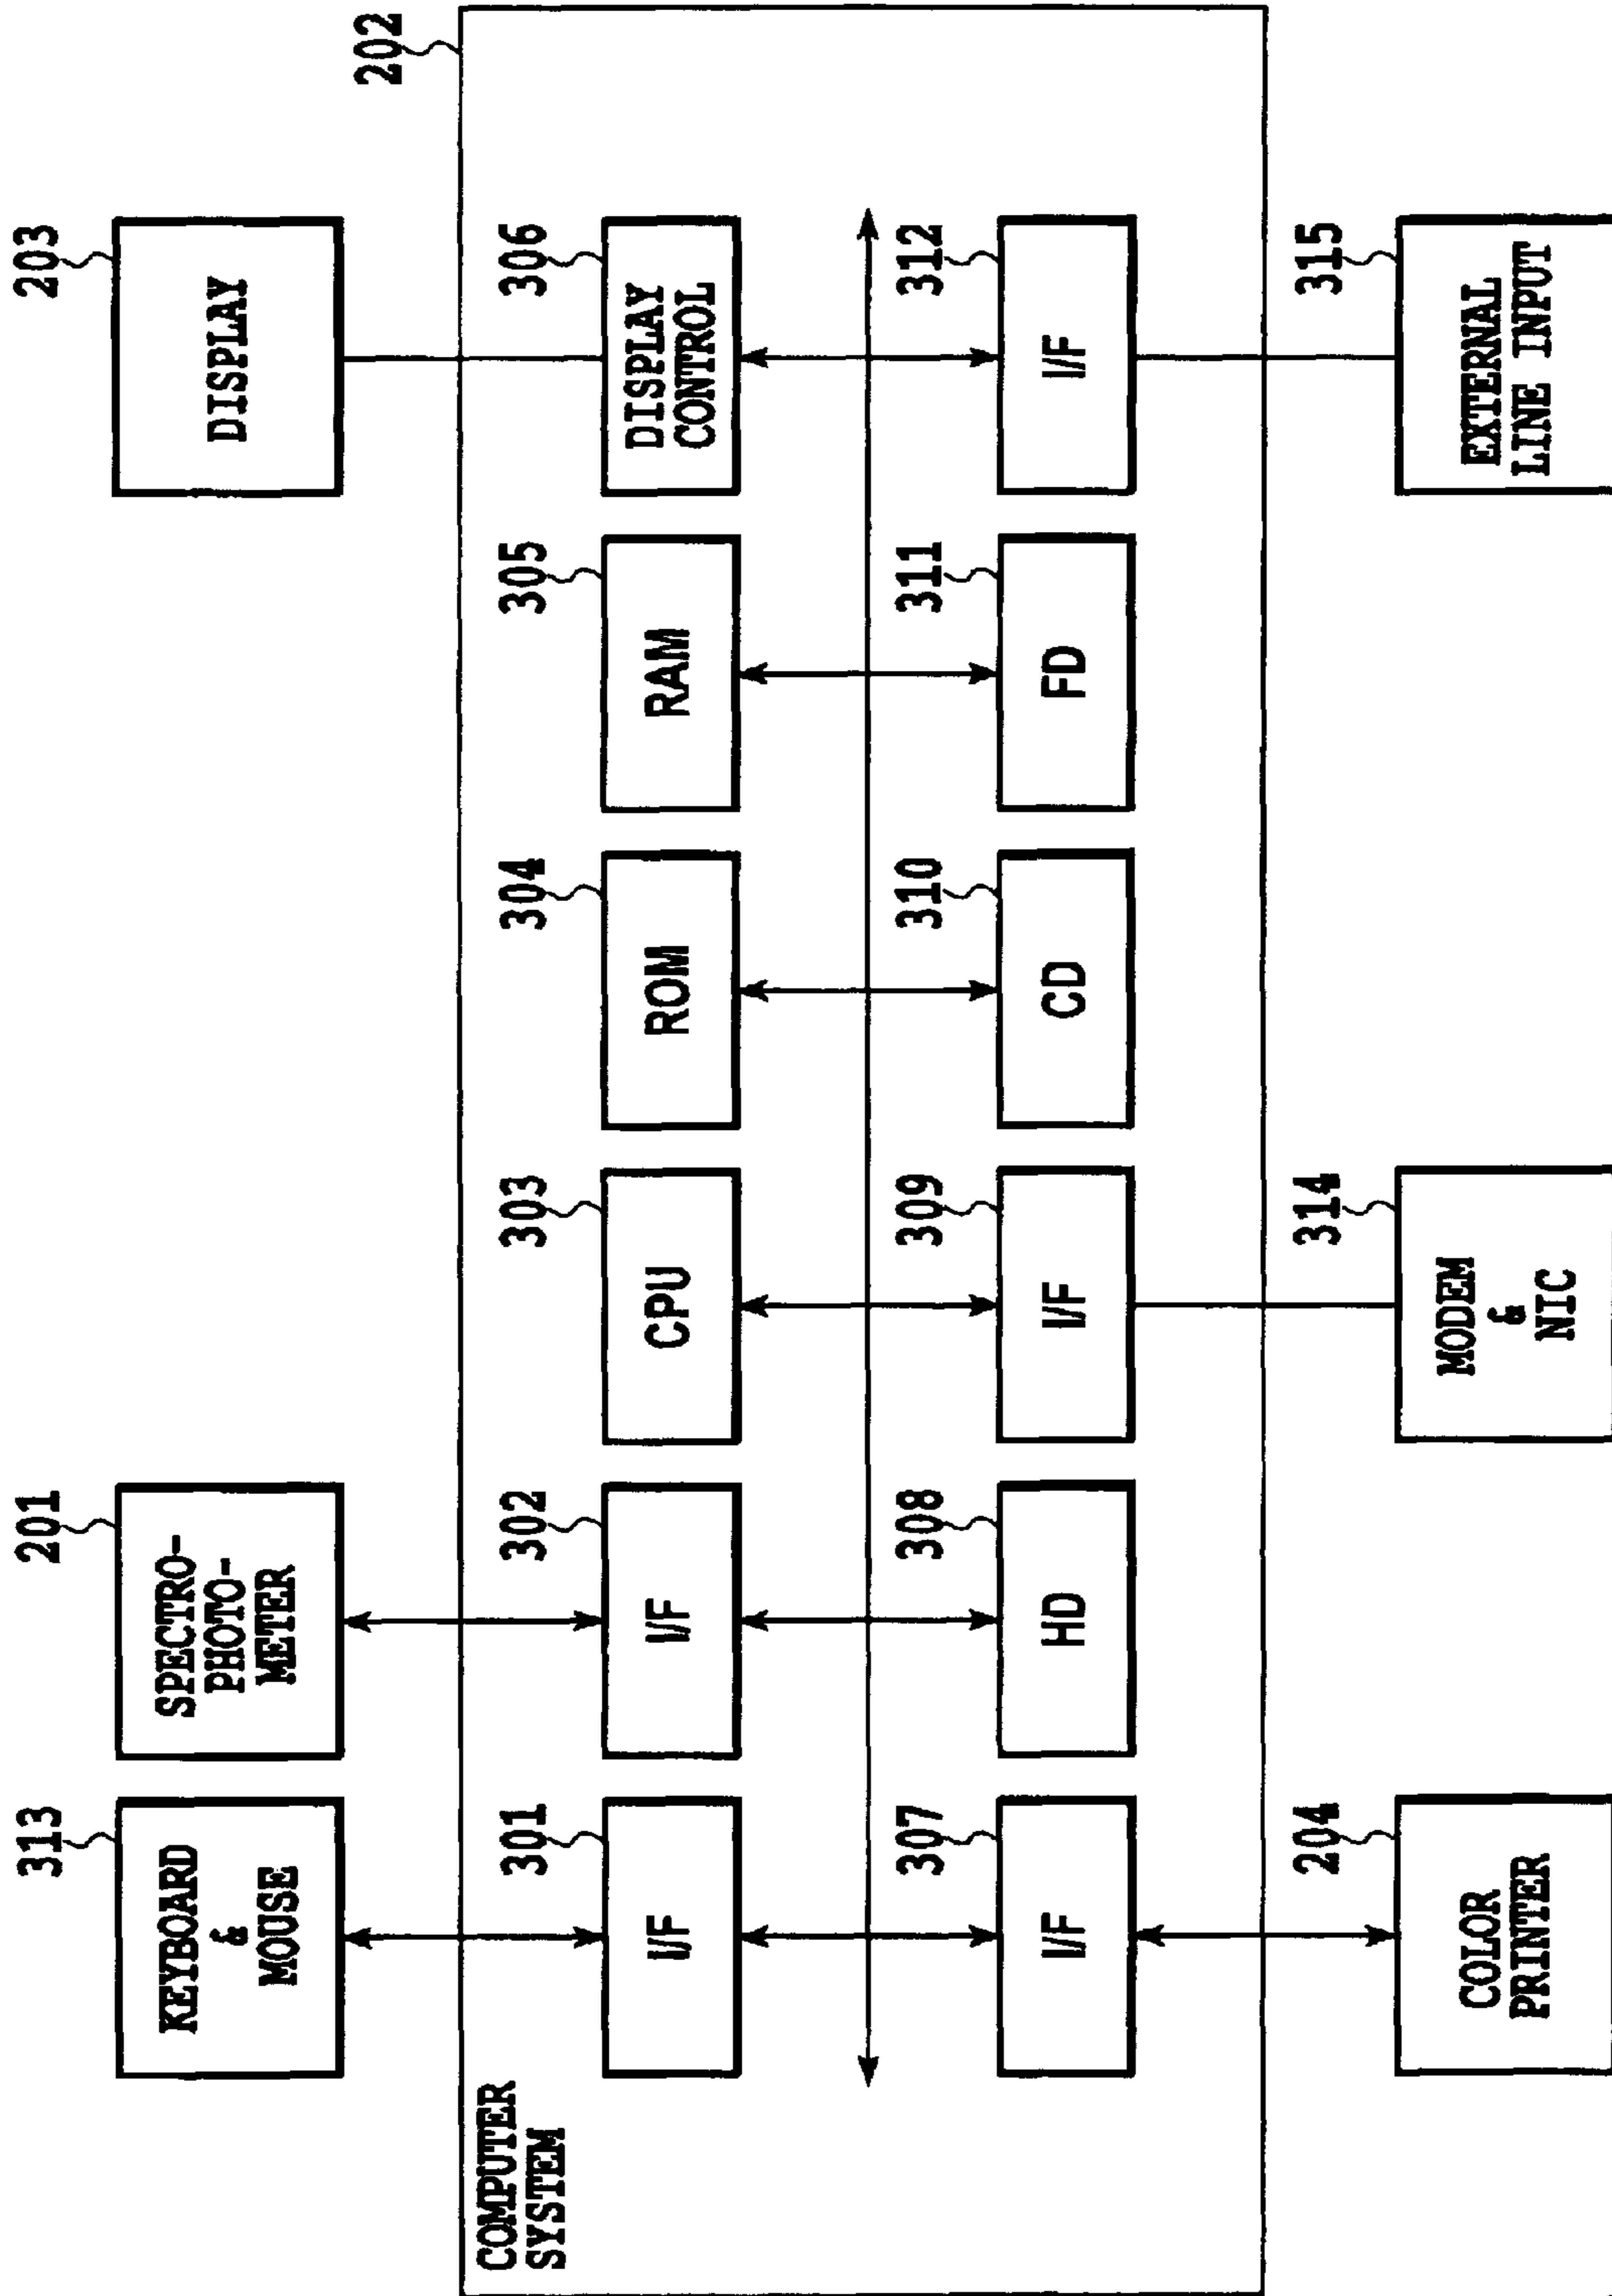 313
KEYBOARD
&
MOUSE
201
SPECTRO-
PHOTO-
METER
203
DISPLAY
202
COMPUTER
SYSTEM
301
I/F
302
I/F
303
CPU
304
ROM
305
RAM
306
DISPLAY
CONTROL
307
I/F
308
HD
309
I/F
310
CD
311
FD
312
I/F
204
COLOR
PRINTER
314
MODEM
&
NIC
315
EXTERNAL
LINE INPUT